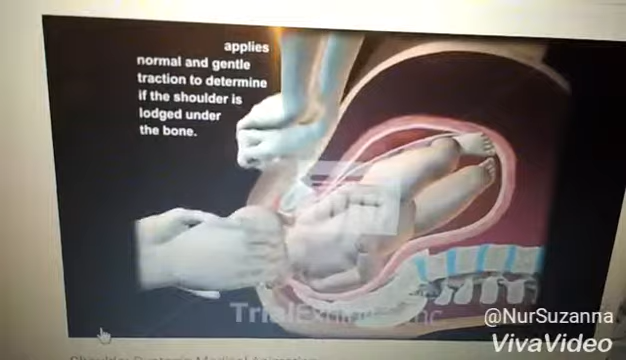 applies
normal and gentle
traction to determine
if the shoulder is
lodged under
the bone.
@NurSuzanna
VivaVideo